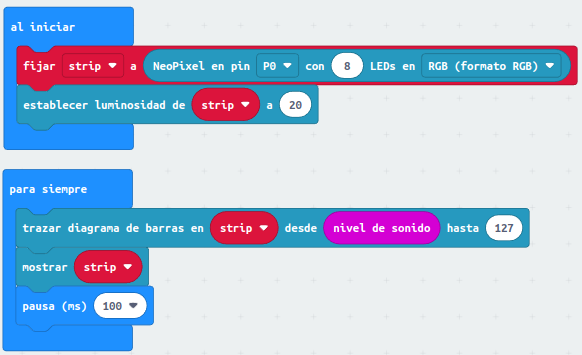 al iniciar
fijar strip a NeoPixel en pin P0 con 8 LEDs en RGB (formato RGB)
establecer luminosidad de strip a 20
para siempre
trazar diagrama de barras en strip desde nivel de sonido hasta 127
mostrar strip
pausa (ms) 100